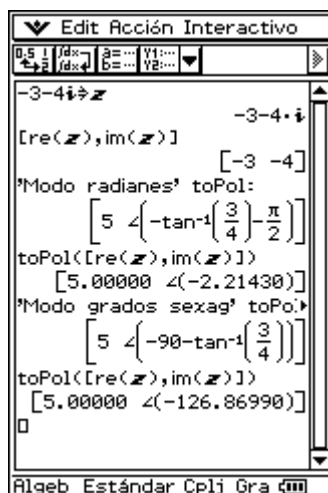 Edit Acción Interactivo
-3-4i⇒z
-3-4·i
[re(z),im(z)]
[-3 -4]
'Modo radianes' toPol:
[5 ∠(-tan⁻¹(3/4)-π/2)]
toPol([re(z),im(z)])
[5.00000 ∠(-2.21430)]
'Modo grados sexag' toPo:
[5 ∠(-90-tan⁻¹(3/4))]
toPol([re(z),im(z)])
[5.00000 ∠(-126.86990)]
Algeb Estándar Cplj Gra